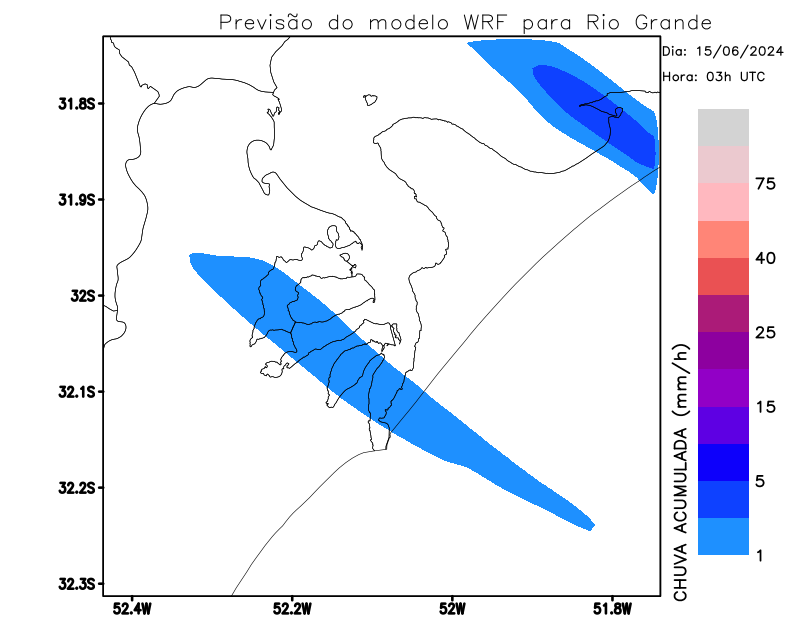 Previsão do modelo WRF para Rio Grande
Dia: 15/06/2024
Hora: 03h UTC
31.8S
31.9S
32S
32.1S
32.2S
32.3S
52.4W
52.2W
52W
51.8W
75
40
25
15
5
1
CHUVA ACUMULADA (mm/h)